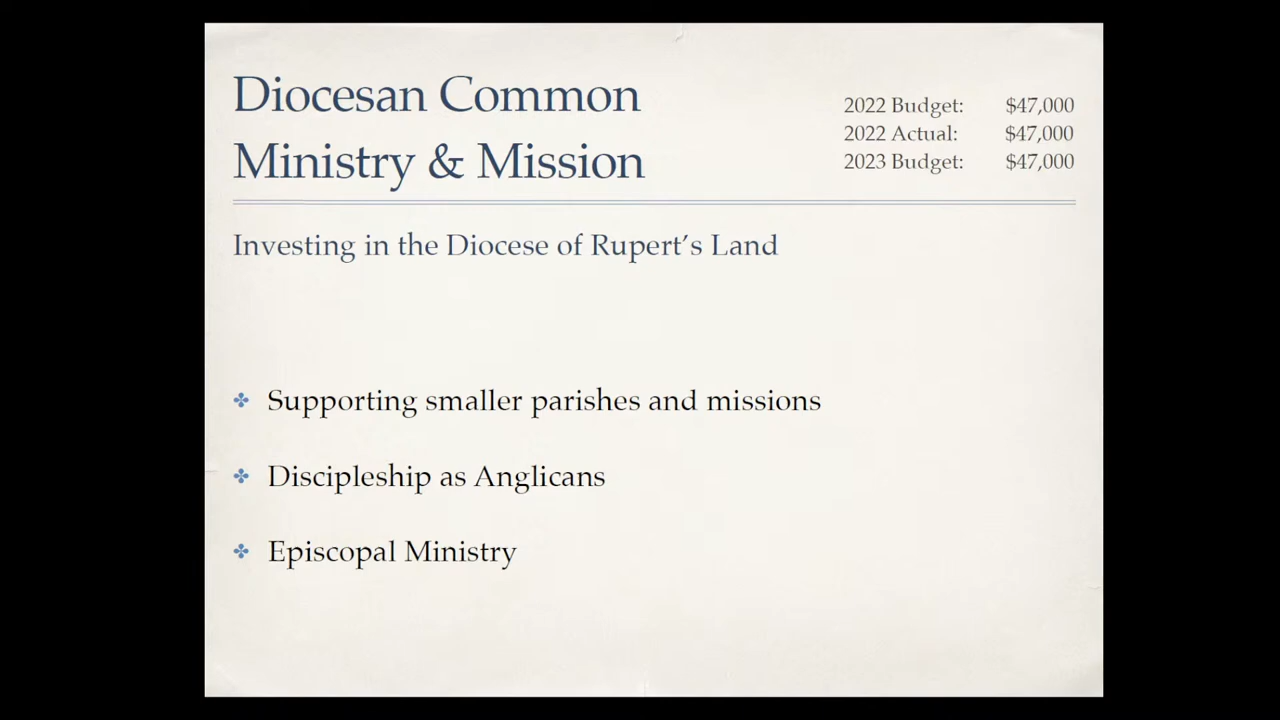 Diocesan Common
Ministry & Mission
2022 Budget: $47,000
2022 Actual: $47,000
2023 Budget: $47,000
Investing in the Diocese of Rupert’s Land
Supporting smaller parishes and missions
Discipleship as Anglicans
Episcopal Ministry